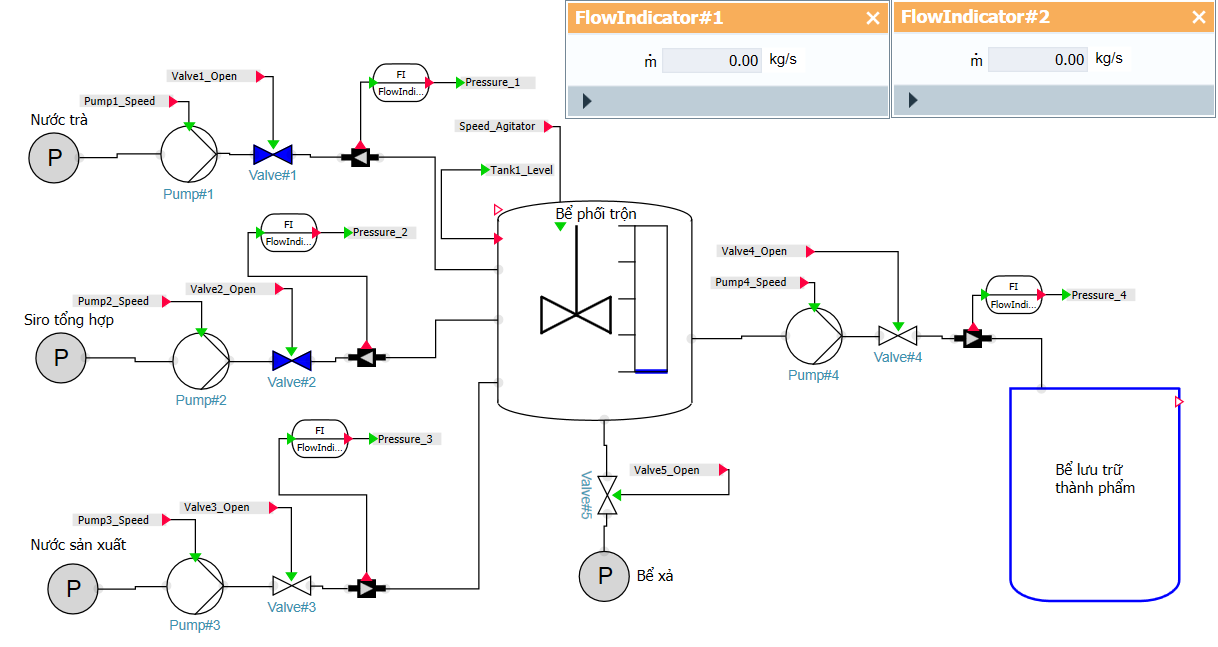 FlowIndicator#1
ṁ 0.00 kg/s
FlowIndicator#2
ṁ 0.00 kg/s
Valve1_Open
Pump1_Speed
Nước trà
P
Pump#1
Valve#1
FI
FlowIndi...
Pressure_1
Speed_Agitator
Tank1_Level
Bể phối trộn
FI
FlowIndi...
Pressure_2
Valve2_Open
Pump2_Speed
Siro tổng hợp
P
Pump#2
Valve#2
Valve4_Open
Pump4_Speed
Pump#4
Valve#4
FI
FlowIndi...
Pressure_4
FI
FlowIndi...
Pressure_3
Valve3_Open
Pump3_Speed
Nước sản xuất
P
Pump#3
Valve#3
Valve5_Open
Valve#5
P
Bể xả
Bể lưu trữ
thành phẩm